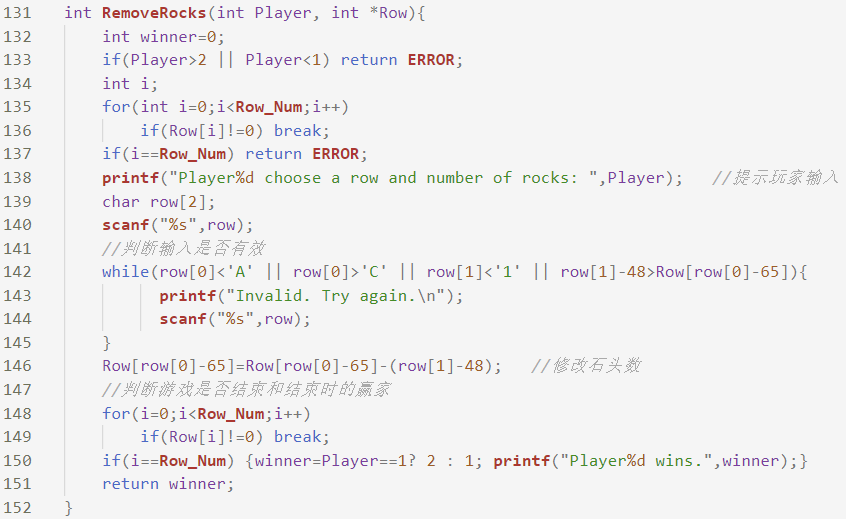 131 int RemoveRocks(int Player, int *Row){
132 int winner=0;
133 if(Player>2 || Player<1) return ERROR;
134 int i;
135 for(int i=0;i<Row_Num;i++)
136 if(Row[i]!=0) break;
137 if(i==Row_Num) return ERROR;
138 printf("Player%d choose a row and number of rocks: ",Player); //提示玩家输入
139 char row[2];
140 scanf("%s",row);
141 //判断输入是否有效
142 while(row[0]<'A' || row[0]>'C' || row[1]<'1' || row[1]-48>Row[row[0]-65]){
143 printf("Invalid. Try again.\n");
144 scanf("%s",row);
145 }
146 Row[row[0]-65]=Row[row[0]-65]-(row[1]-48); //修改石头数
147 //判断游戏是否结束和结束时的赢家
148 for(i=0;i<Row_Num;i++)
149 if(Row[i]!=0) break;
150 if(i==Row_Num) {winner=Player==1? 2 : 1; printf("Player%d wins.",winner);}
151 return winner;
152 }